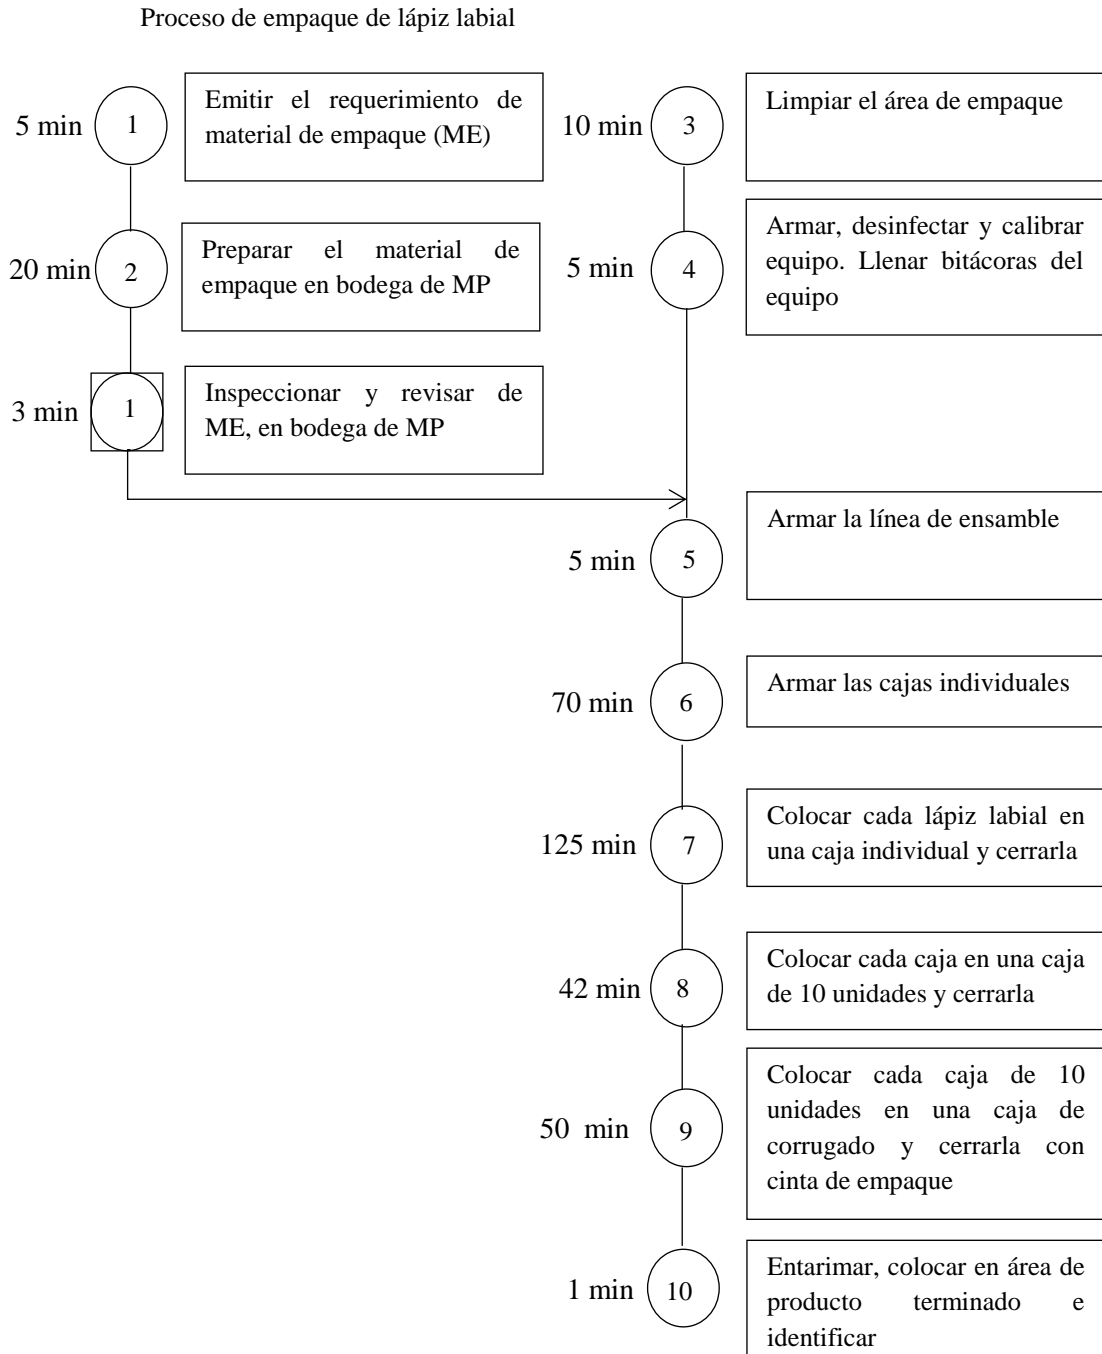 Proceso de empaque de lápiz labial
5 min
1
Emitir el requerimiento de
material de empaque (ME)
10 min
3
Limpiar el área de empaque
20 min
2
Preparar el material de
empaque en bodega de MP
5 min
4
Armar, desinfectar y calibrar
equipo. Llenar bitácoras del
equipo
3 min
1
Inspeccionar y revisar de
ME, en bodega de MP
5 min
5
Armar la línea de ensamble
70 min
6
Armar las cajas individuales
125 min
7
Colocar cada lápiz labial en
una caja individual y cerrarla
42 min
8
Colocar cada caja en una caja
de 10 unidades y cerrarla
50 min
9
Colocar cada caja de 10
unidades en una caja de
corrugado y cerrarla con
cinta de empaque
1 min
10
Entarimar, colocar en área de
producto terminado e
identificar